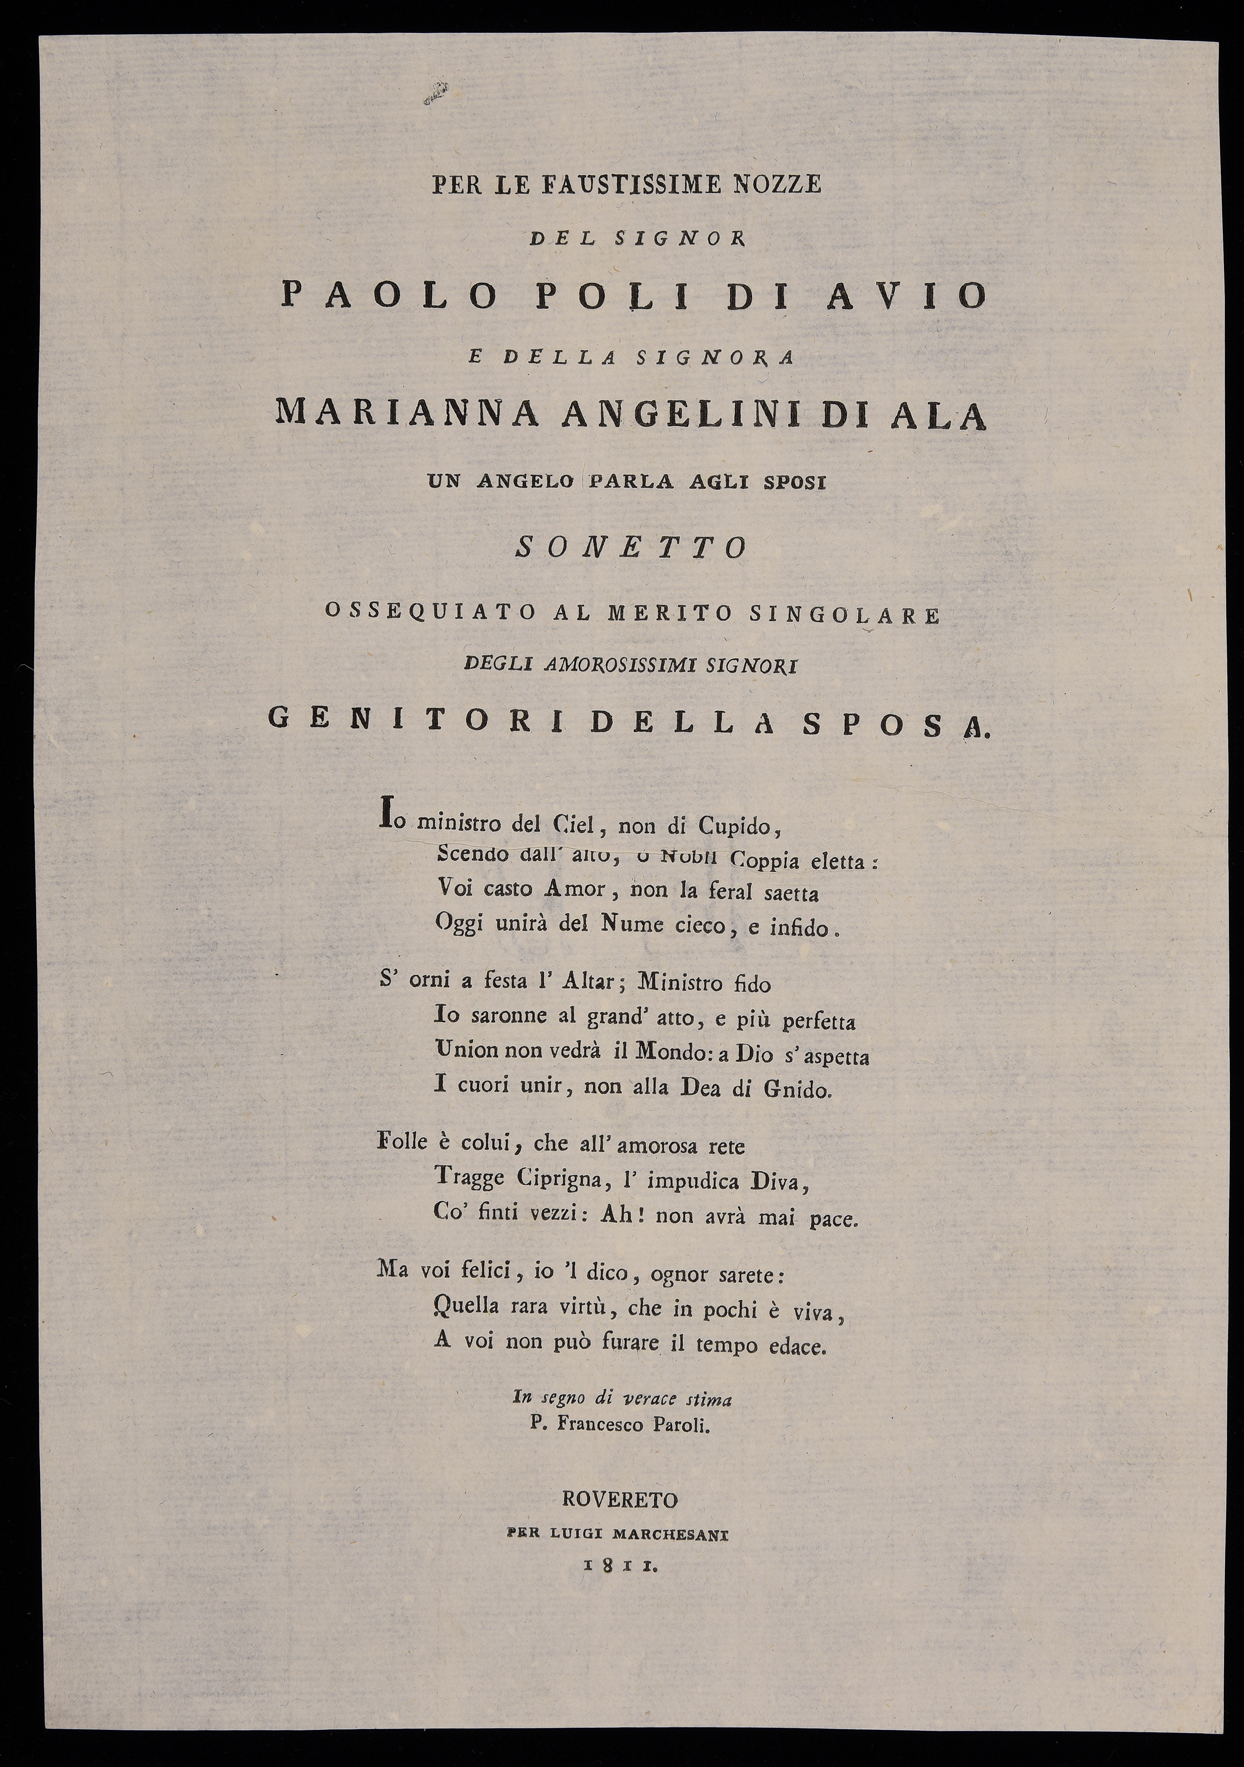 PER LE FAUSTISSIME NOZZE
DEL SIGNOR
PAOLO POLI DI AVIO
E DELLA SIGNORA
MARIANNA ANGELINI DI ALA
UN ANGELO PARLA AGLI SPOSI
SONETTO
OSSEQUIATO AL MERITO SINGOLARE
DEGLI AMOROSISSIMI SIGNORI
GENITORI DELLA SPOSA.
Io ministro del Ciel, non di Cupido,
Scendo dall' alto, o Nobil Coppia eletta:
Voi casto Amor, non la feral saetta
Oggi unirà del Nume cieco, e infido.
S' orni a festa l' Altar; Ministro fido
Io saronne al grand' atto, e più perfetta
Union non vedrà il Mondo: a Dio s' aspetta
I cuori unir, non alla Dea di Gnido.
Folle è colui, che all' amorosa rete
Tragge Ciprigna, l' impudica Diva,
Co' finti vezzi: Ah! non avrà mai pace.
Ma voi felici, io 'l dico, ognor sarete:
Quella rara virtù, che in pochi è viva,
A voi non può furare il tempo edace.
In segno di verace stima
P. Francesco Paroli.
ROVERETO
PER LUIGI MARCHESANI
1811.